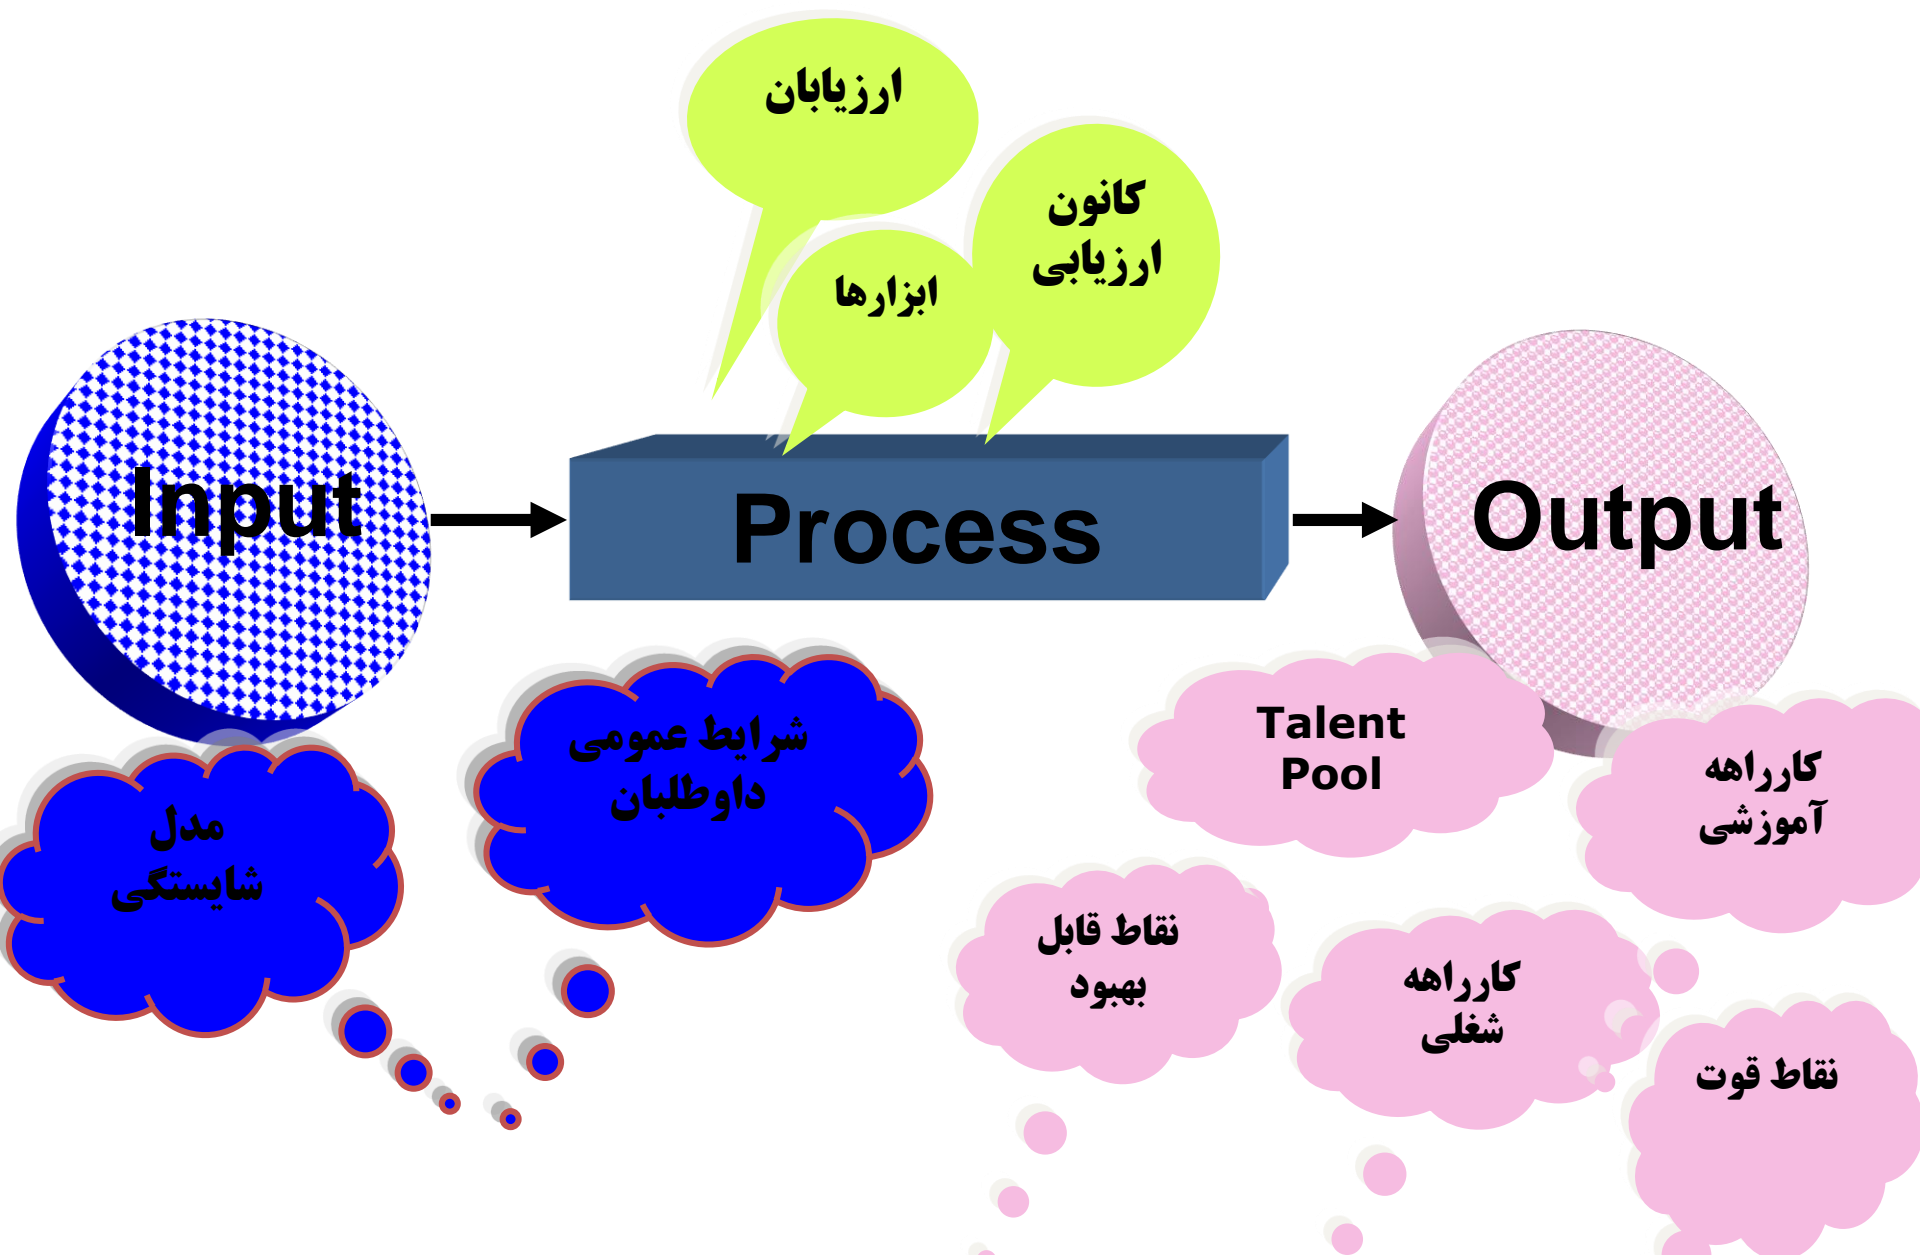 ارزیابان
کانون
ارزیابی
ابزارها
Input
Process
Output
شرایط عمومی
داوطلبان
مدل
شایستگی
Talent
Pool
کارراهه
آموزشی
نقاط قابل
بهبود
کارراهه
شغلی
نقاط قوت